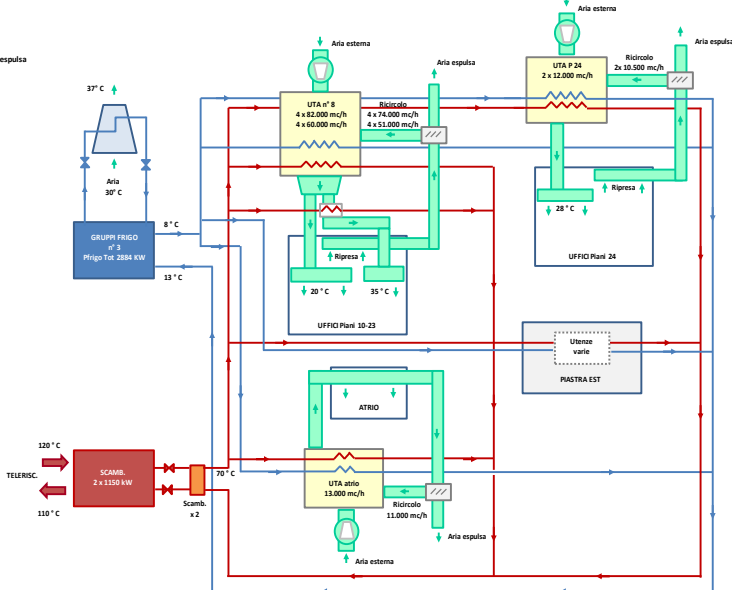 Aria esterna
Aria espulsa
espulsa
Aria esterna
UTA P 24
2 x 12.000 mc/h
Ricircolo
2x 10.500 mc/h
Aria espulsa
37° C
UTA n° 8
4 x 82.000 mc/h
4 x 60.000 mc/h
Ricircolo
4 x 74.000 mc/h
4 x 51.000 mc/h
Aria
30° C
Ripresa
28 ° C
8 ° C
GRUPPI FRIGO
n° 3
Pfrigo Tot 2884 KW
13 ° C
Ripresa
20 ° C
35 ° C
UFFICI Piani 24
UFFICI Piani 10-23
Utenze
varie
PIASTRA EST
ATRIO
120 ° C
TELERISC.
110 ° C
SCAMB.
2 x 1150 kW
70 ° C
Scamb.
x 2
UTA atrio
13.000 mc/h
Ricircolo
11.000 mc/h
Aria espulsa
Aria esterna